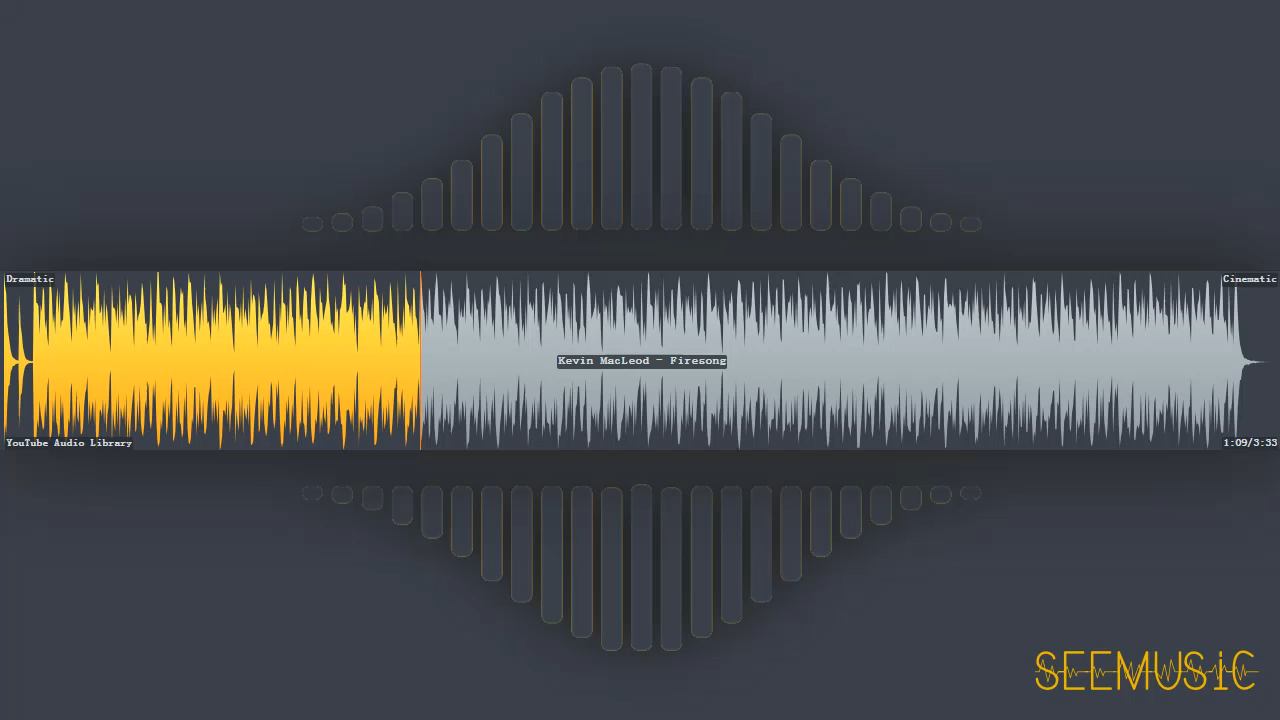 Dramatic
Cinematic
Kevin MacLeod - Firesong
YouTube Audio Library
1:09/3:33
SEEMUSiC